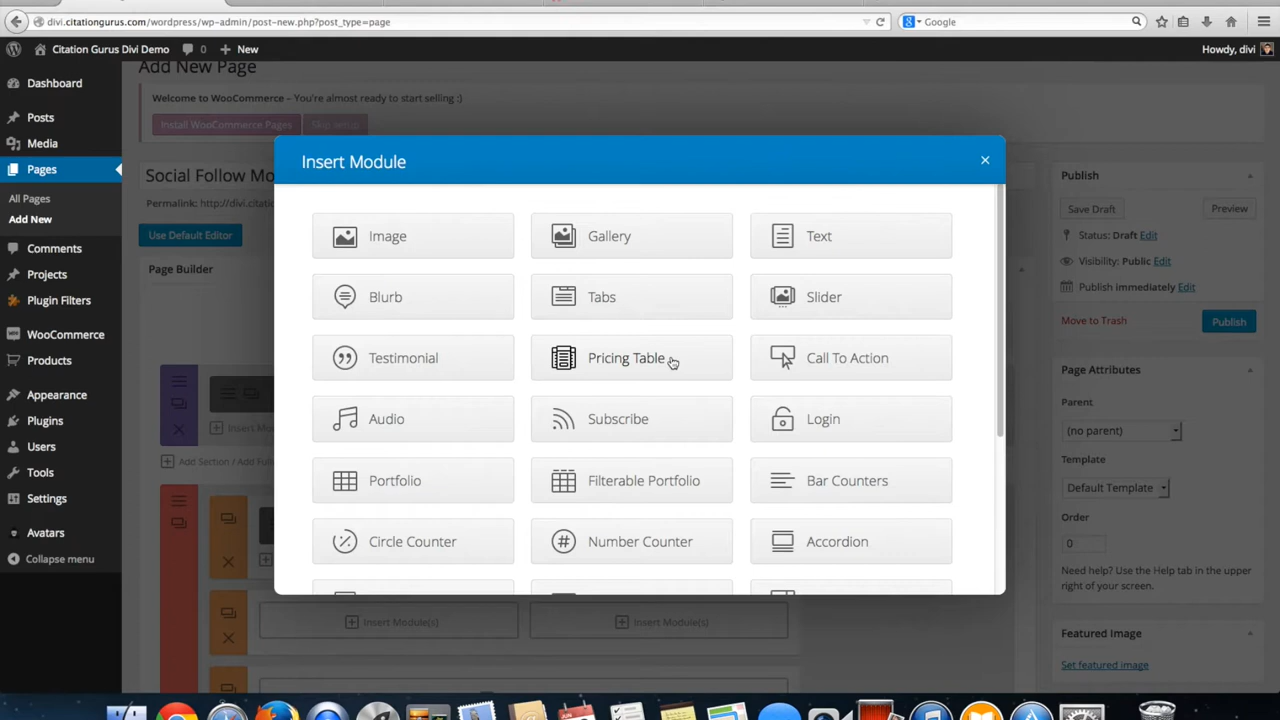 divi.citationgurus.com/wordpress/wp-admin/post-new.php?post_type=page
Google
Citation Gurus Divi Demo 0 New Howdy, divi
Dashboard
Posts
Media
Pages
All Pages
Add New
Comments
Projects
Plugin Filters
WooCommerce
Products
Appearance
Plugins
Users
Tools
Settings
Avatars
Collapse menu
Add New Page
Welcome to WooCommerce – You're almost ready to start selling :)
Install WooCommerce Pages Skip setup
Social Follow Mo
Permalink: http://divi.citati
Use Default Editor
Page Builder
Insert Mod
Add Section / Add Ful
Insert Module(s) Insert Module(s)
Insert Module ×
Image Gallery Text
Blurb Tabs Slider
Testimonial Pricing Table Call To Action
Audio Subscribe Login
Portfolio Filterable Portfolio Bar Counters
Circle Counter Number Counter Accordion
Publish
Save Draft Preview
Status: Draft Edit
Visibility: Public Edit
Publish immediately Edit
Move to Trash Publish
Page Attributes
Parent
(no parent)
Template
Default Template
Order
0
Need help? Use the Help tab in the upper
right of your screen.
Featured Image
Set featured image